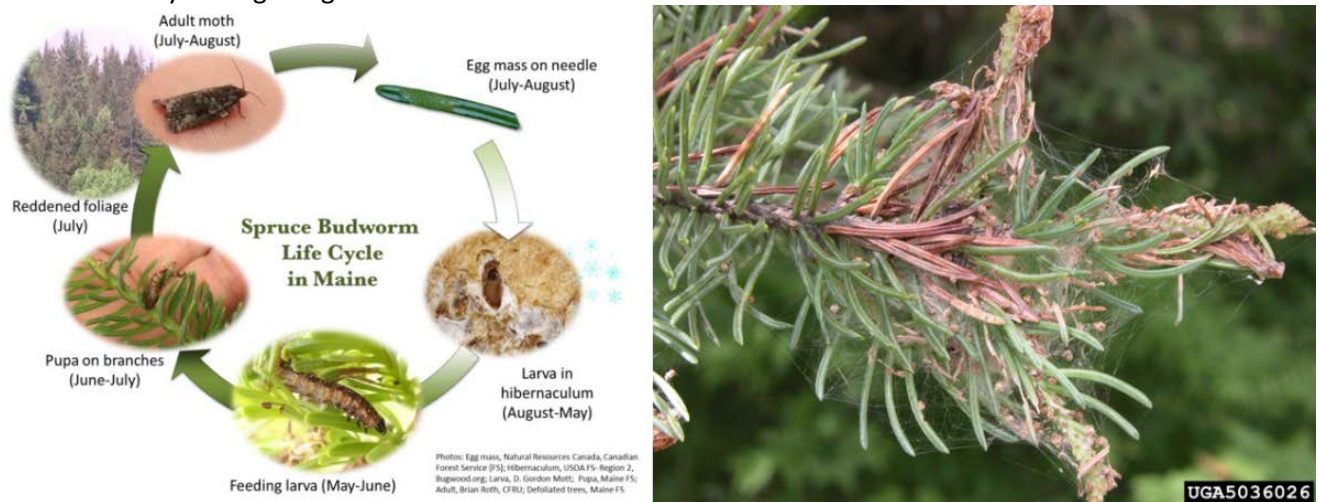 Adult moth
(July-August)
Egg mass on needle
(July-August)
Reddened foliage
(July)
Spruce Budworm
Life Cycle
in Maine
Pupa on branches
(June-July)
Larva in
hibernaculum
(August-May)
Feeding larva (May-June)
Photos: Egg mass, Natural Resources Canada, Canadian
Forest Service (FS); Hibernaculum, USDA FS- Region 2,
Bugwood.org; Larva, D. Gordon Mott; Pupa, Maine FS;
Adult, Brian Roth, CFRU; Defoliated trees, Maine FS
UGA5036026